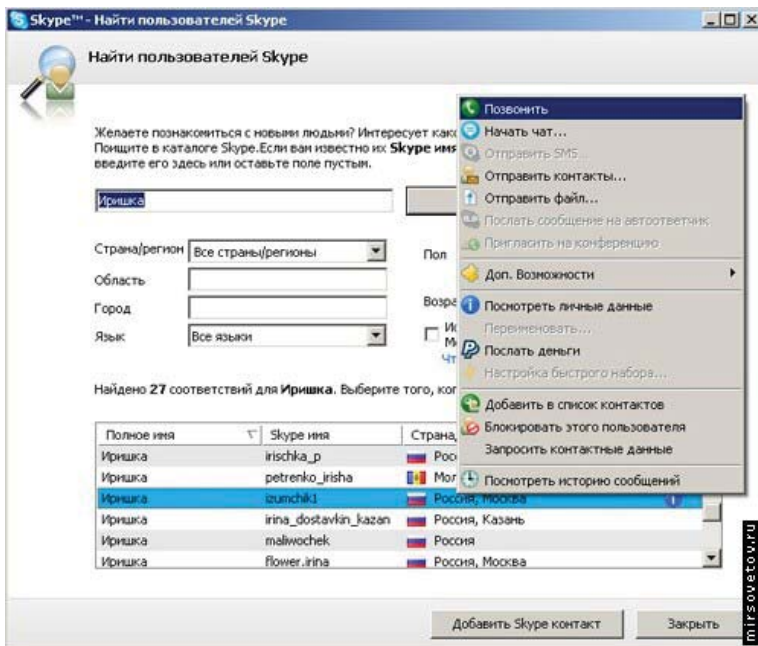 Skype™ - Найти пользователей Skype
Найти пользователей Skype
Желаете познакомиться с новыми людьми? Интересует
Поищите в каталоге Skype.Если вам известно их Skype имя
введите его здесь или оставьте поле пустым.
Иришка
Страна/регион Все страны/регионы
Пол
Область
Город
Язык Все языки
Найдено 27 соответствий для Иришка. Выберите того,
Полное имя Skype имя Страна,
Иришка irischka_p
Иришка petrenko_irisha
Иришка izumchik1 Россия, Москва
Иришка irina_dostavkin_kazan Россия, Казань
Иришка maliwochek Россия
Иришка flower.irina Россия, Москва
Добавить Skype контакт Закрыть
Позвонить
Начать чат...
Отправить SMS...
Отправить контакты...
Отправить файл...
Послать сообщение на автоответчик
Пригласить на конференцию
Доп. Возможности
Посмотреть личные данные
Переименовать...
Послать деньги
Настройка быстрого набора...
Добавить в список контактов
Блокировать этого пользователя
Запросить контактные данные
Посмотреть историю сообщений
mirsovetov.ru